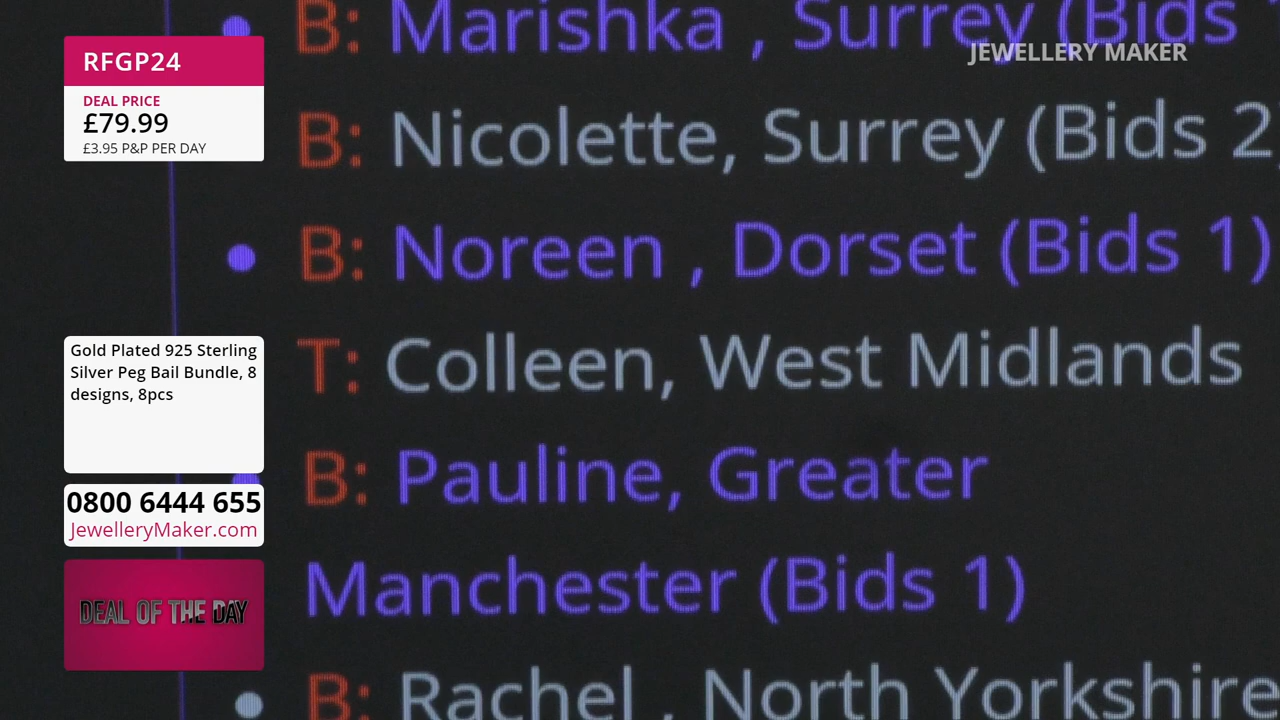 B: Marishka , Surrey (Bids
JEWELLERY MAKER
RFGP24
DEAL PRICE
£79.99
£3.95 P&P PER DAY
B: Nicolette, Surrey (Bids 2
B: Noreen , Dorset (Bids 1)
T: Colleen, West Midlands
Gold Plated 925 Sterling
Silver Peg Bail Bundle, 8
designs, 8pcs
B: Pauline, Greater
Manchester (Bids 1)
0800 6444 655
JewelleryMaker.com
DEAL OF THE DAY
B: Rachel , North Yorkshire